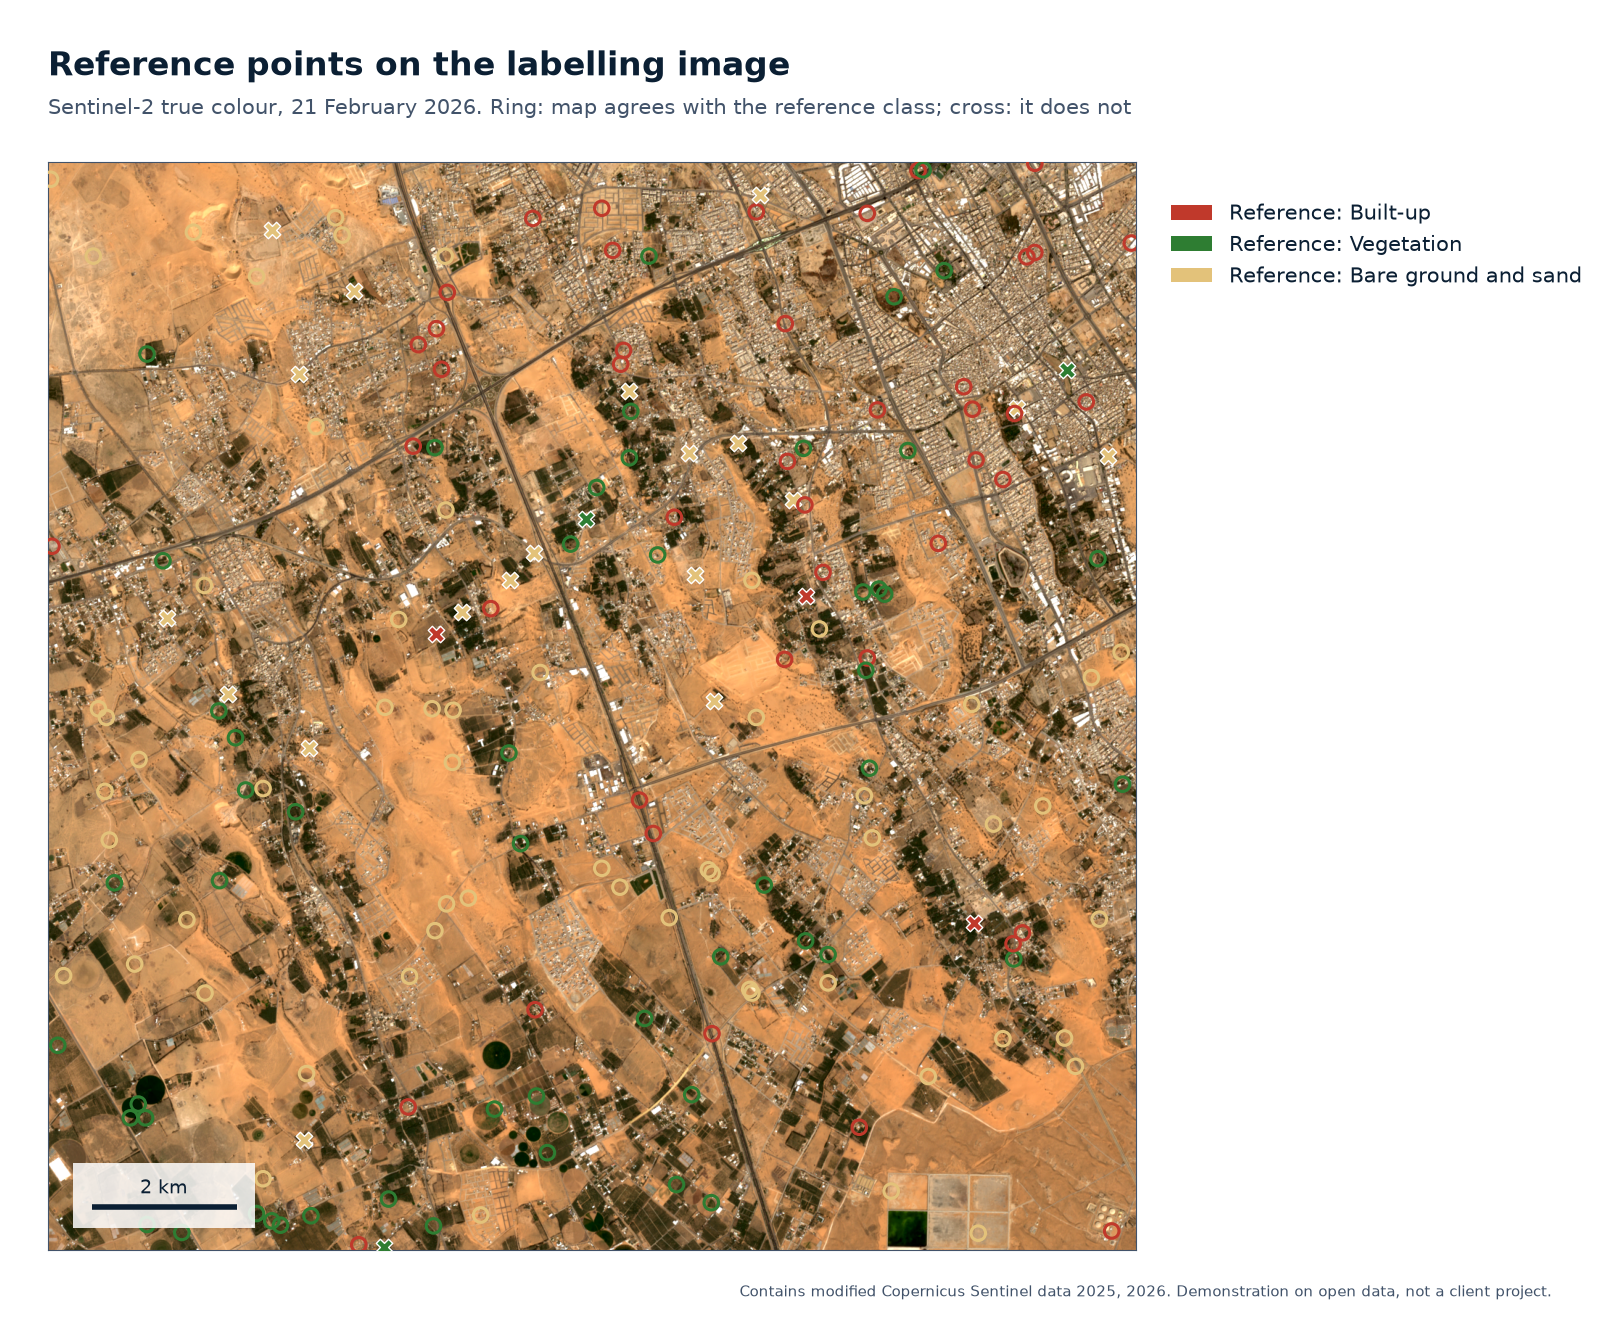 Reference points on the labelling image
Sentinel-2 true colour, 21 February 2026. Ring: map agrees with the reference class; cross: it does not
Reference: Built-up
Reference: Vegetation
Reference: Bare ground and sand
2 km
Contains modified Copernicus Sentinel data 2025, 2026. Demonstration on open data, not a client project.